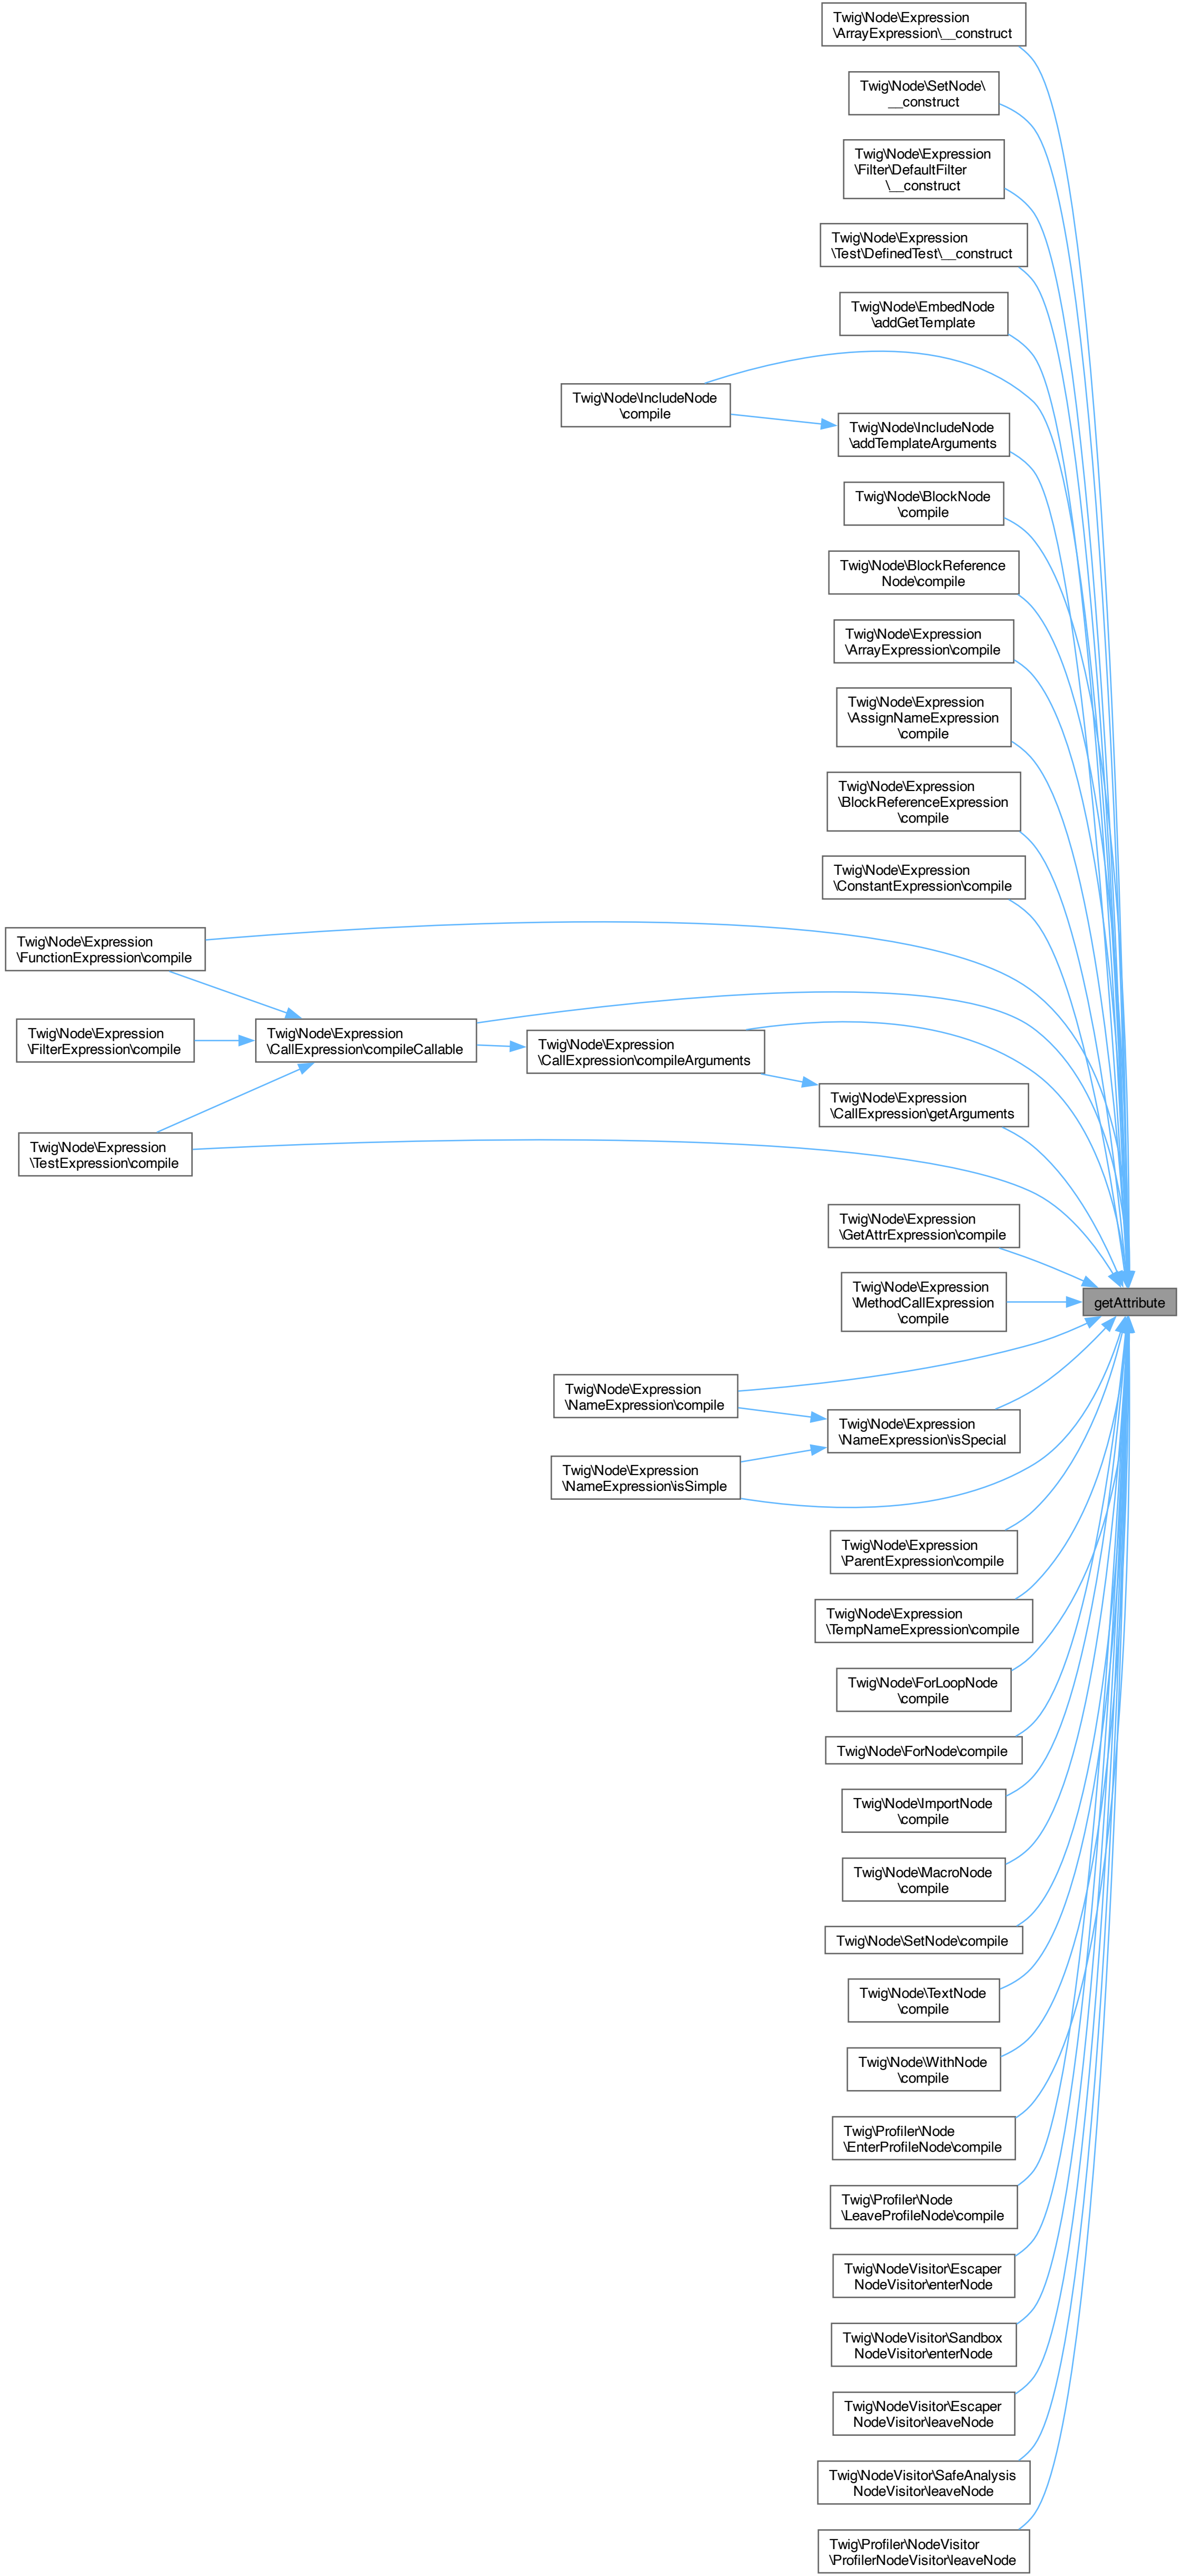 Twig\Node\Expression
\ArrayExpression\__construct
Twig\Node\SetNode\
__construct
Twig\Node\Expression
\Filter\DefaultFilter
\__construct
Twig\Node\Expression
\Test\DefinedTest\__construct
Twig\Node\EmbedNode
\addGetTemplate
Twig\Node\IncludeNode
\compile
Twig\Node\IncludeNode
\addTemplateArguments
Twig\Node\BlockNode
\compile
Twig\Node\BlockReference
Node\compile
Twig\Node\Expression
\ArrayExpression\compile
Twig\Node\Expression
\AssignNameExpression
\compile
Twig\Node\Expression
\BlockReferenceExpression
\compile
Twig\Node\Expression
\ConstantExpression\compile
Twig\Node\Expression
\FunctionExpression\compile
Twig\Node\Expression
\FilterExpression\compile
Twig\Node\Expression
\CallExpression\compileCallable
Twig\Node\Expression
\CallExpression\compileArguments
Twig\Node\Expression
\CallExpression\getArguments
Twig\Node\Expression
\TestExpression\compile
Twig\Node\Expression
\GetAttrExpression\compile
Twig\Node\Expression
\MethodCallExpression
\compile
getAttribute
Twig\Node\Expression
\NameExpression\compile
Twig\Node\Expression
\NameExpression\isSpecial
Twig\Node\Expression
\NameExpression\isSimple
Twig\Node\Expression
\ParentExpression\compile
Twig\Node\Expression
\TempNameExpression\compile
Twig\Node\ForLoopNode
\compile
Twig\Node\ForNode\compile
Twig\Node\ImportNode
\compile
Twig\Node\MacroNode
\compile
Twig\Node\SetNode\compile
Twig\Node\TextNode
\compile
Twig\Node\WithNode
\compile
Twig\Profiler\Node
\EnterProfileNode\compile
Twig\Profiler\Node
\LeaveProfileNode\compile
Twig\NodeVisitor\Escaper
NodeVisitor\enterNode
Twig\NodeVisitor\Sandbox
NodeVisitor\enterNode
Twig\NodeVisitor\Escaper
NodeVisitor\leaveNode
Twig\NodeVisitor\SafeAnalysis
NodeVisitor\leaveNode
Twig\Profiler\NodeVisitor
\ProfilerNodeVisitor\leaveNode